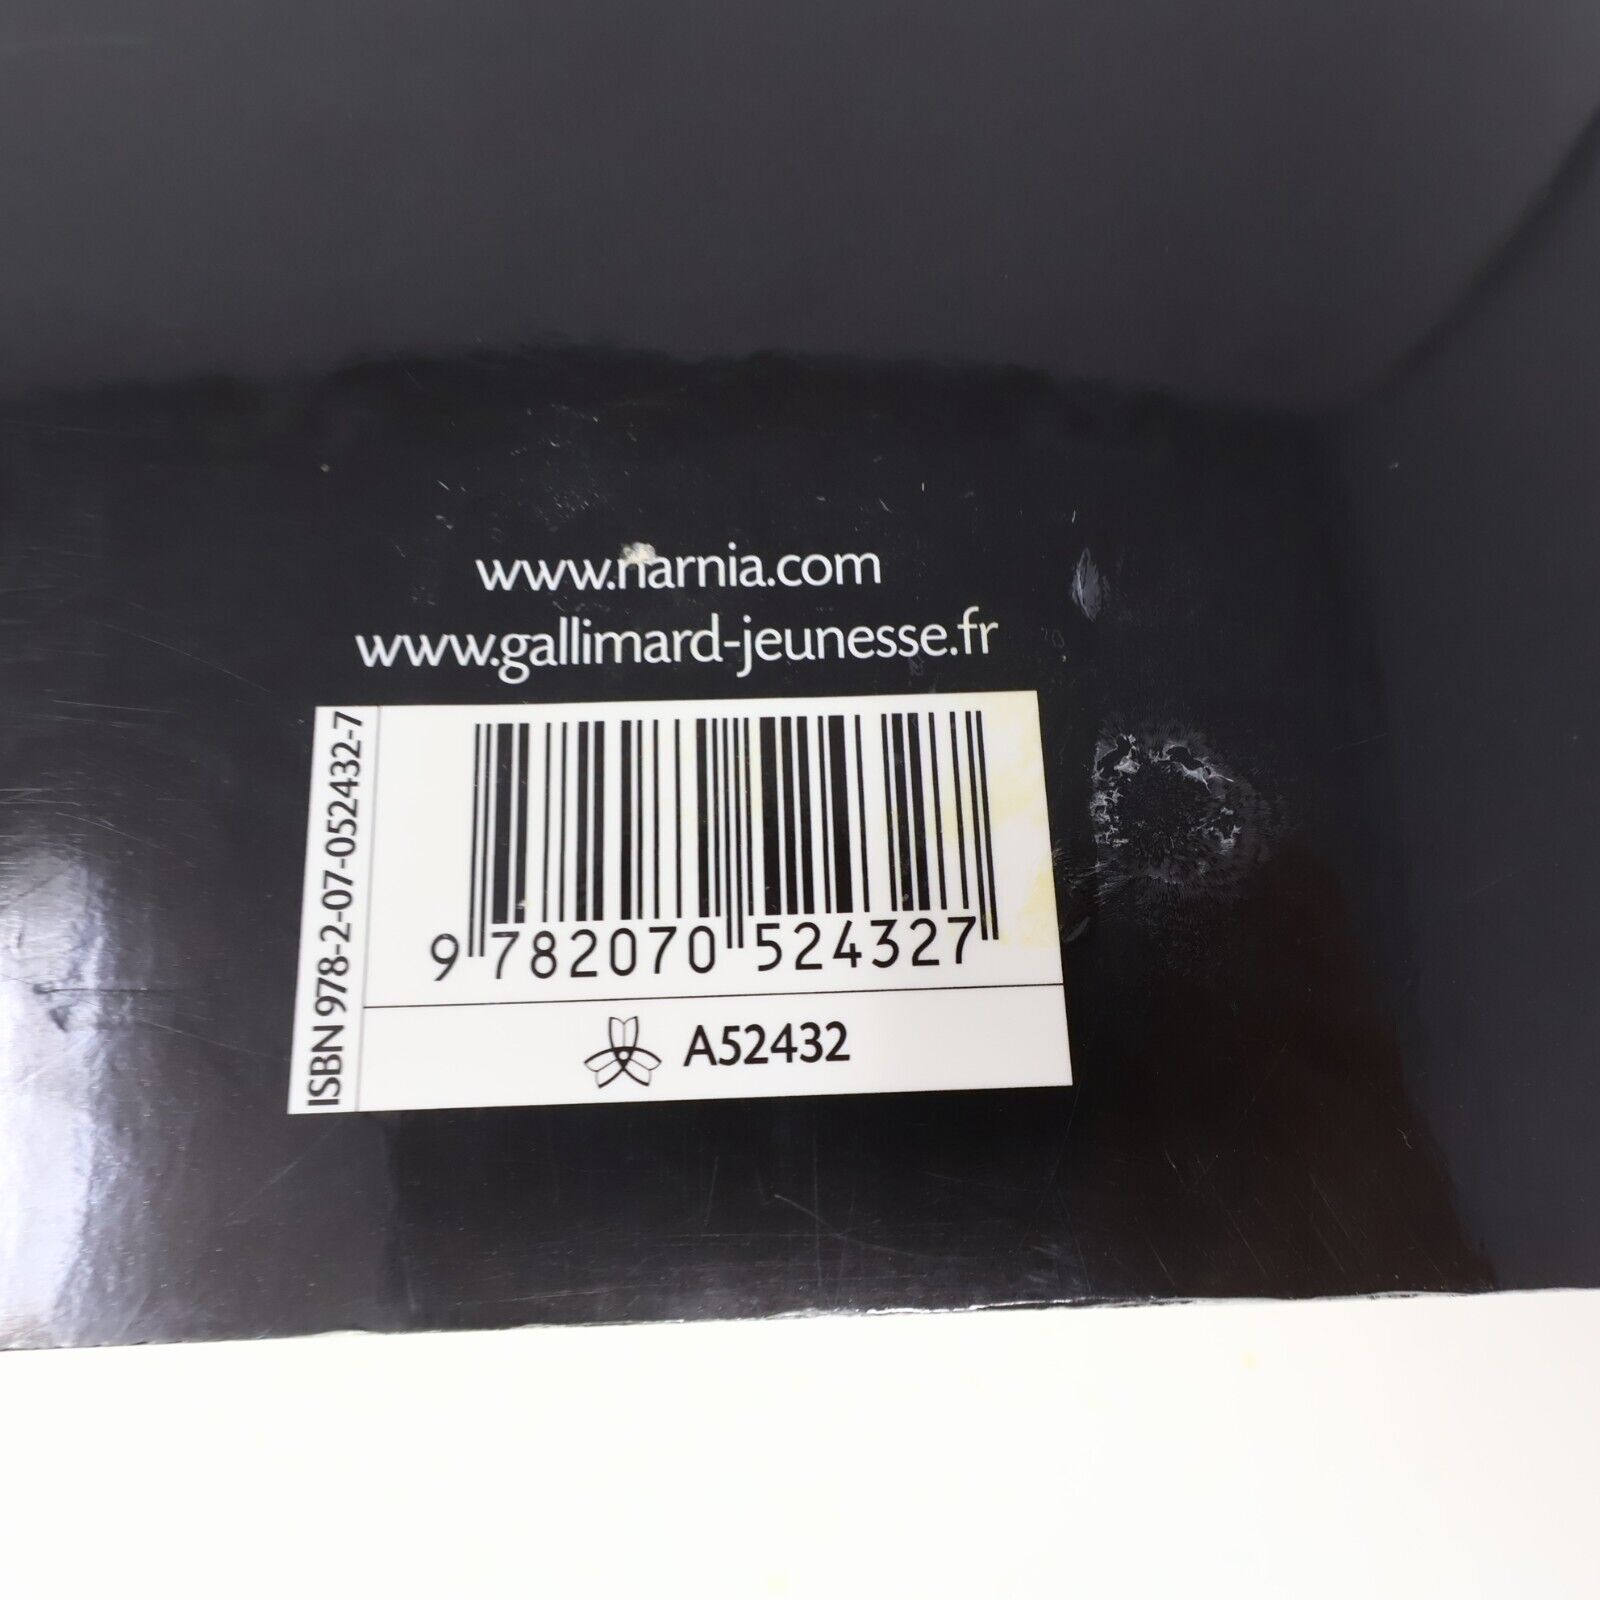 www.narnia.com
www.gallimard-jeunesse.fr
ISBN 978-2-07-052432-7
9 782070 524327
A52432